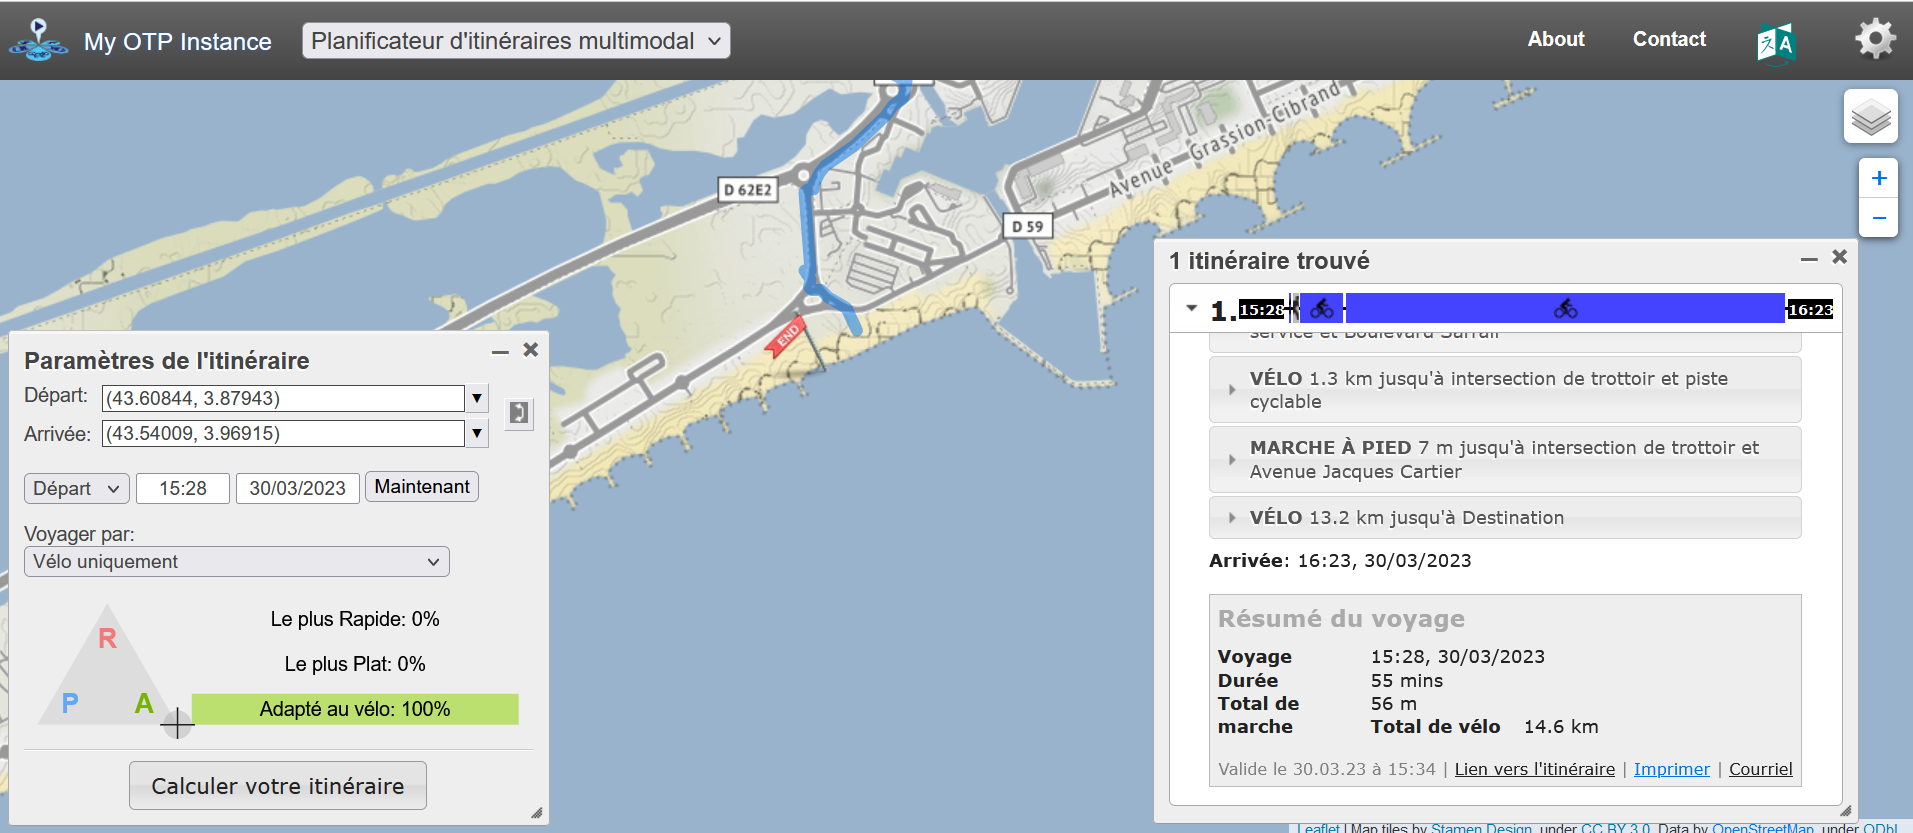 My OTP Instance
Planificateur d'itinéraires multimodal
About
Contact
D 62E2
D 59
Avenue Grassion-Cibrand
END
+
−
Paramètres de l'itinéraire
Départ: (43.60844, 3.87943)
Arrivée: (43.54009, 3.96915)
Départ 15:28 30/03/2023 Maintenant
Voyager par:
Vélo uniquement
R
P
A
Le plus Rapide: 0%
Le plus Plat: 0%
Adapté au vélo: 100%
Calculer votre itinéraire
1 itinéraire trouvé
1. 15:28 16:23
service et Boulevard Sarrail
VÉLO 1.3 km jusqu'à intersection de trottoir et piste
cyclable
MARCHE À PIED 7 m jusqu'à intersection de trottoir et
Avenue Jacques Cartier
VÉLO 13.2 km jusqu'à Destination
Arrivée: 16:23, 30/03/2023
Résumé du voyage
Voyage 15:28, 30/03/2023
Durée 55 mins
Total de 56 m
marche Total de vélo 14.6 km
Valide le 30.03.23 à 15:34 | Lien vers l'itinéraire | Imprimer | Courriel
Leaflet | Map tiles by Stamen Design, under CC BY 3.0. Data by OpenStreetMap, under ODbL